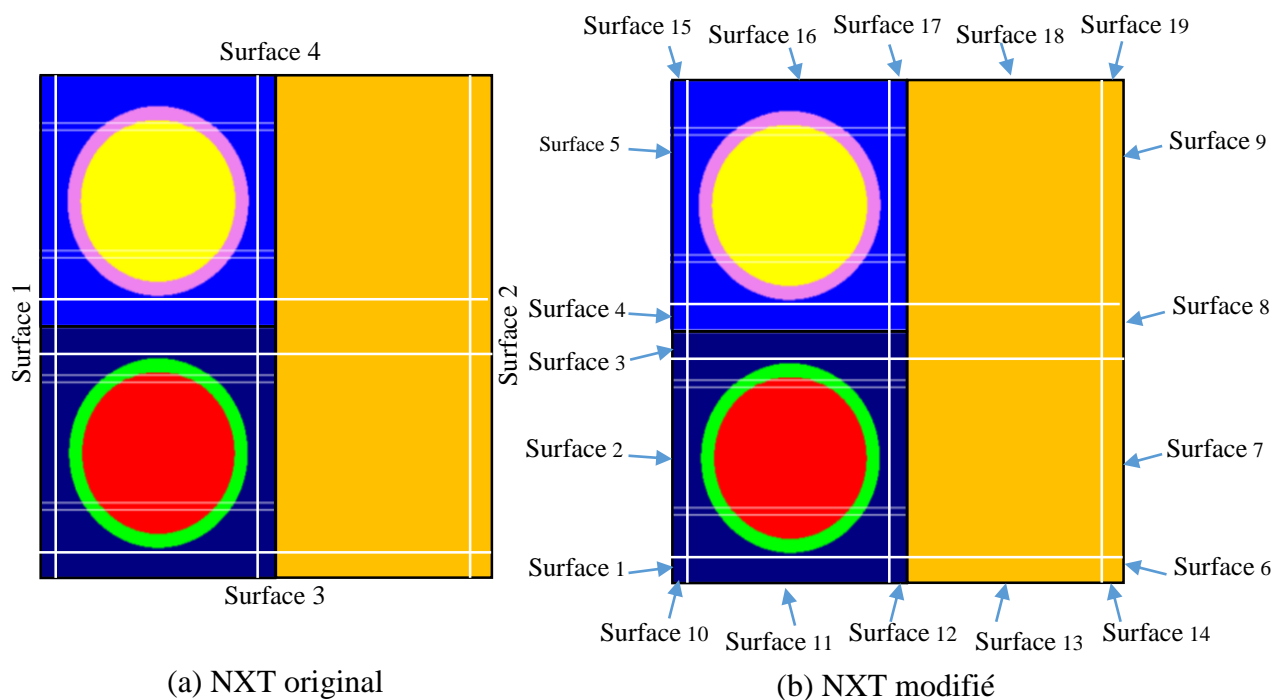 Surface 4
Surface 1
Surface 2
Surface 3
(a) NXT original
Surface 15
Surface 16
Surface 17
Surface 18
Surface 19
Surface 5
Surface 9
Surface 4
Surface 8
Surface 3
Surface 2
Surface 7
Surface 1
Surface 6
Surface 10
Surface 11
Surface 12
Surface 13
Surface 14
(b) NXT modifié